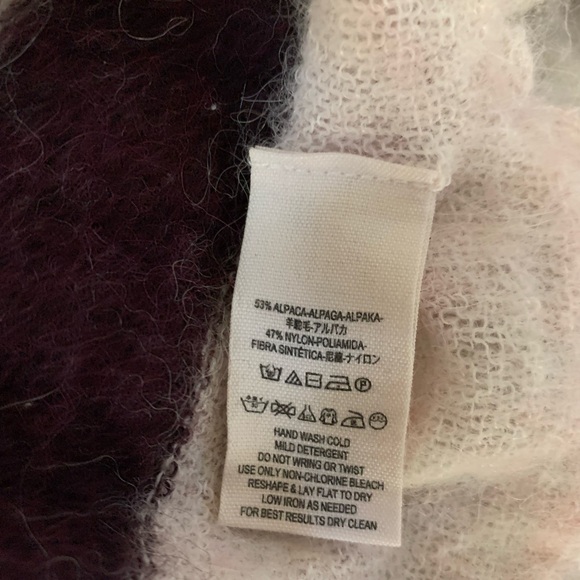 53% ALPACA-ALPAGA-ALPAKA-
羊駝毛-アルパカ
47% NYLON-POLIAMIDA-
FIBRA SINTÉTICA-尼龍-ナイロン
HAND WASH COLD
MILD DETERGENT
DO NOT WRING OR TWIST
USE ONLY NON-CHLORINE BLEACH
RESHAPE & LAY FLAT TO DRY
LOW IRON AS NEEDED
FOR BEST RESULTS DRY CLEAN